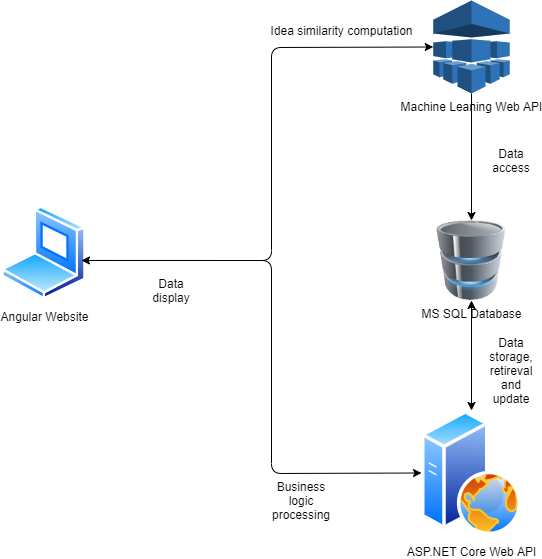 Idea similarity computation
Machine Leaning Web API
Data
access
Data
display
Angular Website
MS SQL Database
Data
storage,
retireval
and
update
Business
logic
processing
ASP.NET Core Web API